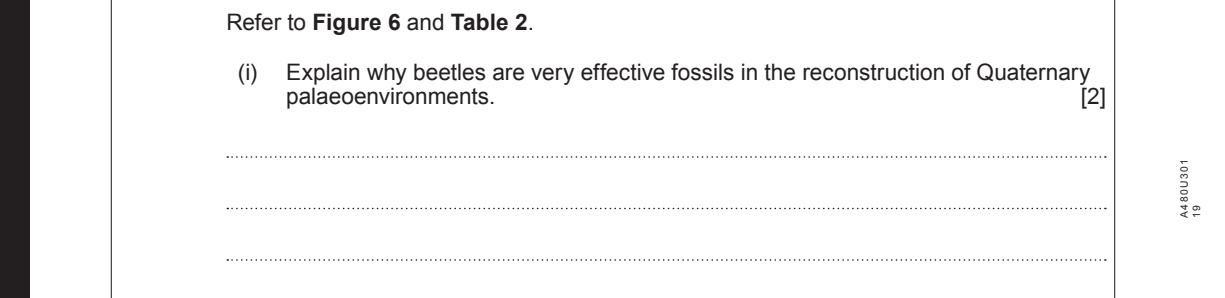 Refer to Figure 6 and Table 2.
(i) Explain why beetles are very effective fossils in the reconstruction of Quaternary
palaeoenvironments. [2]
A480U301
19